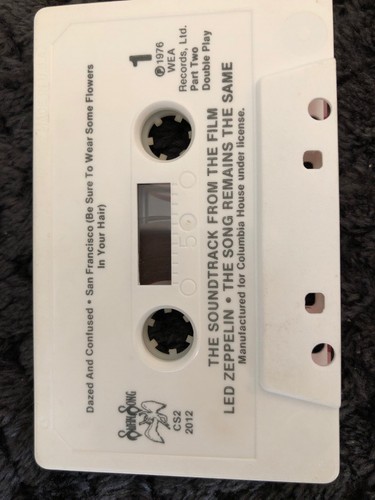 Dazed And Confused • San Francisco (Be Sure To Wear Some Flowers
In Your Hair)
SWAN SONG
CS2
2012
1
℗1976
WEA
Records, Ltd.
Part Two
Double Play
50
THE SOUNDTRACK FROM THE FILM
LED ZEPPELIN • THE SONG REMAINS THE SAME
Manufactured for Columbia House under license.